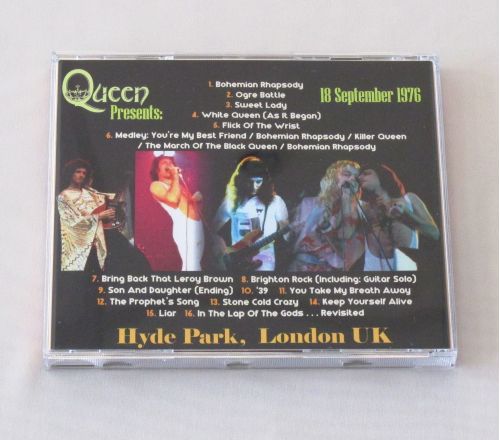 Queen
Presents:
18 September 1976
1. Bohemian Rhapsody
2. Ogre Battle
3. Sweet Lady
4. White Queen (As It Began)
5. Flick Of The Wrist
6. Medley: You're My Best Friend / Bohemian Rhapsody / Killer Queen
/ The March Of The Black Queen / Bohemian Rhapsody
7. Bring Back That Leroy Brown 8. Brighton Rock (Including: Guitar Solo)
9. Son And Daughter (Ending) 10. '39 11. You Take My Breath Away
12. The Prophet's Song 13. Stone Cold Crazy 14. Keep Yourself Alive
15. Liar 16. In The Lap Of The Gods . . . Revisited
Hyde Park, London UK